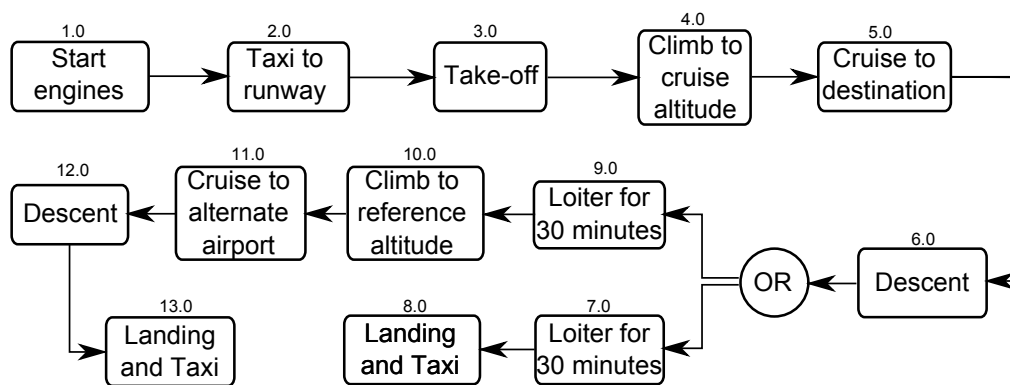 1.0
Start
engines
2.0
Taxi to
runway
3.0
Take-off
4.0
Climb to
cruise
altitude
5.0
Cruise to
destination
6.0
Descent
OR
7.0
Loiter for
30 minutes
8.0
Landing
and Taxi
9.0
Loiter for
30 minutes
10.0
Climb to
reference
altitude
11.0
Cruise to
alternate
airport
12.0
Descent
13.0
Landing
and Taxi